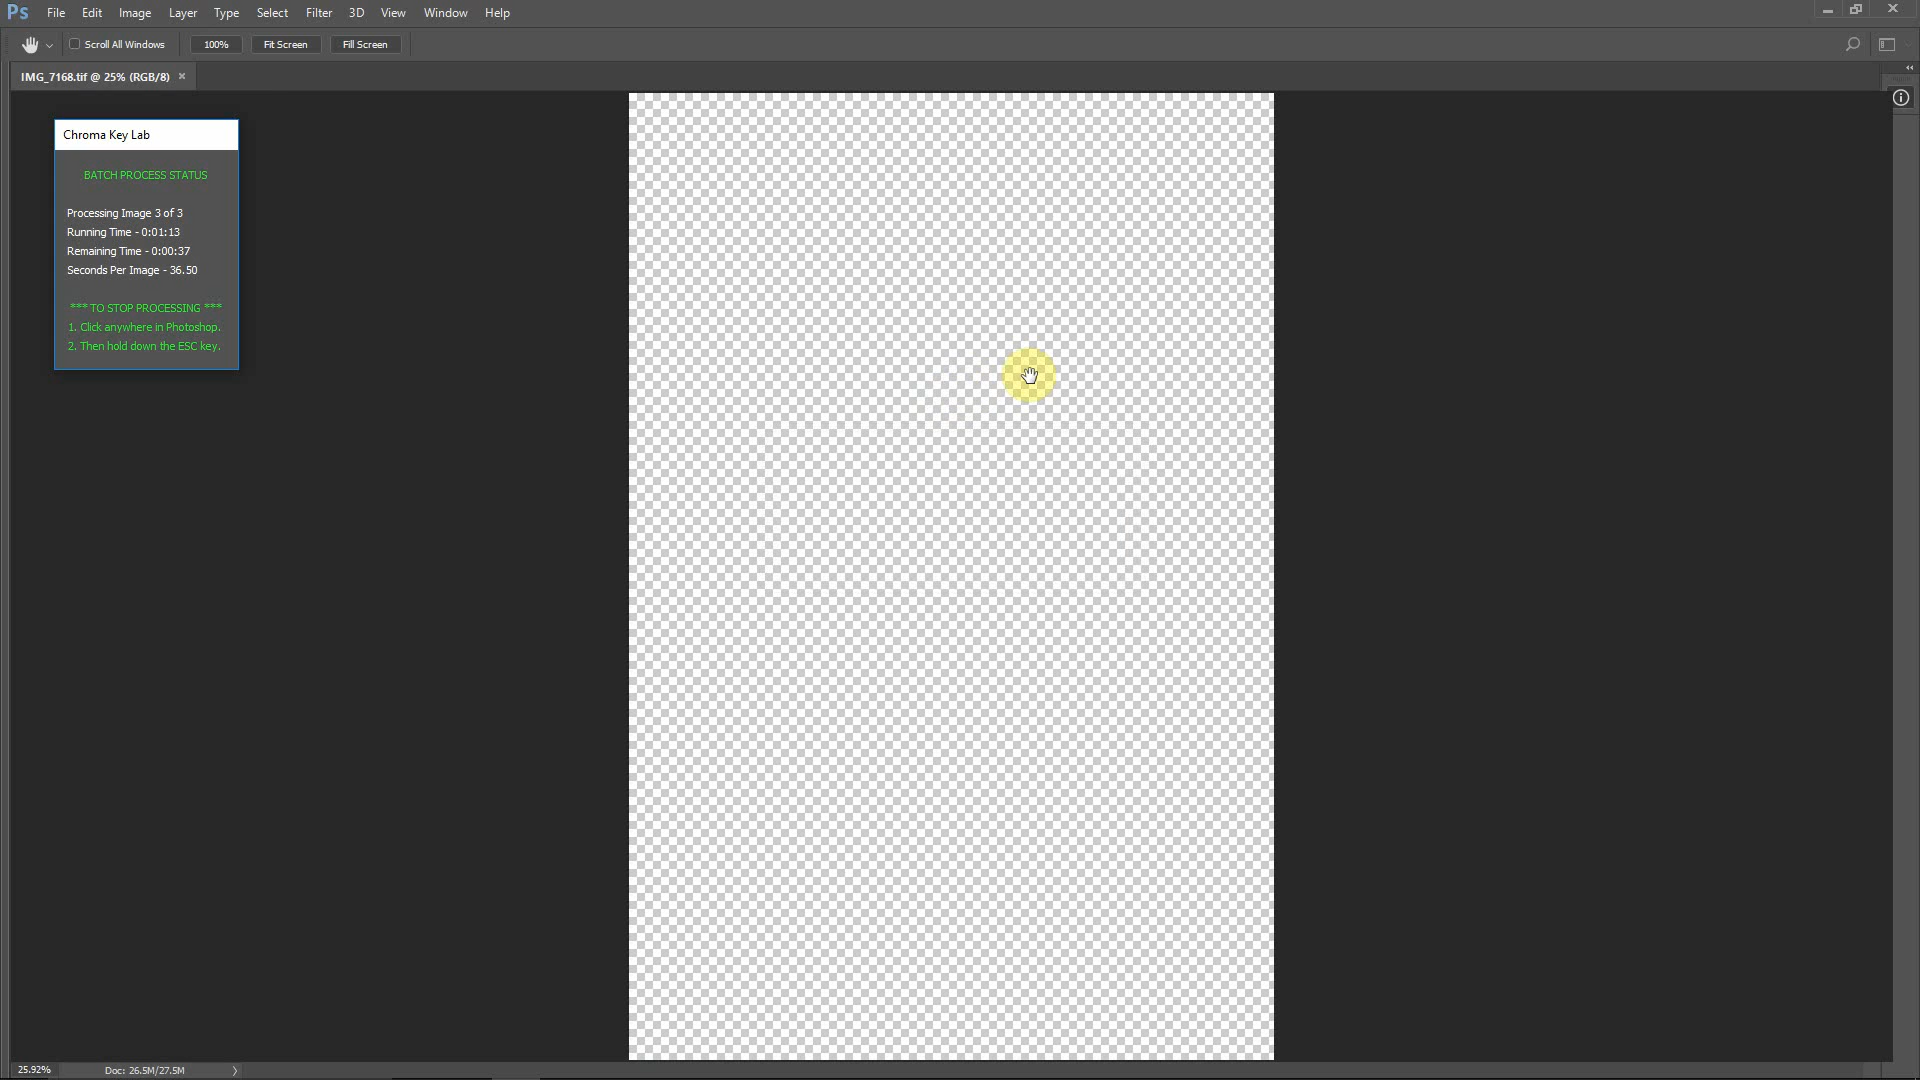 Ps File Edit Image Layer Type Select Filter 3D View Window Help
Scroll All Windows 100% Fit Screen Fill Screen
IMG_7168.tif @ 25% (RGB/8) ×
Chroma Key Lab
BATCH PROCESS STATUS
Processing Image 3 of 3
Running Time - 0:01:13
Remaining Time - 0:00:37
Seconds Per Image - 36.50
*** TO STOP PROCESSING ***
1. Click anywhere in Photoshop.
2. Then hold down the ESC key.
25.92% Doc: 26.5M/27.5M